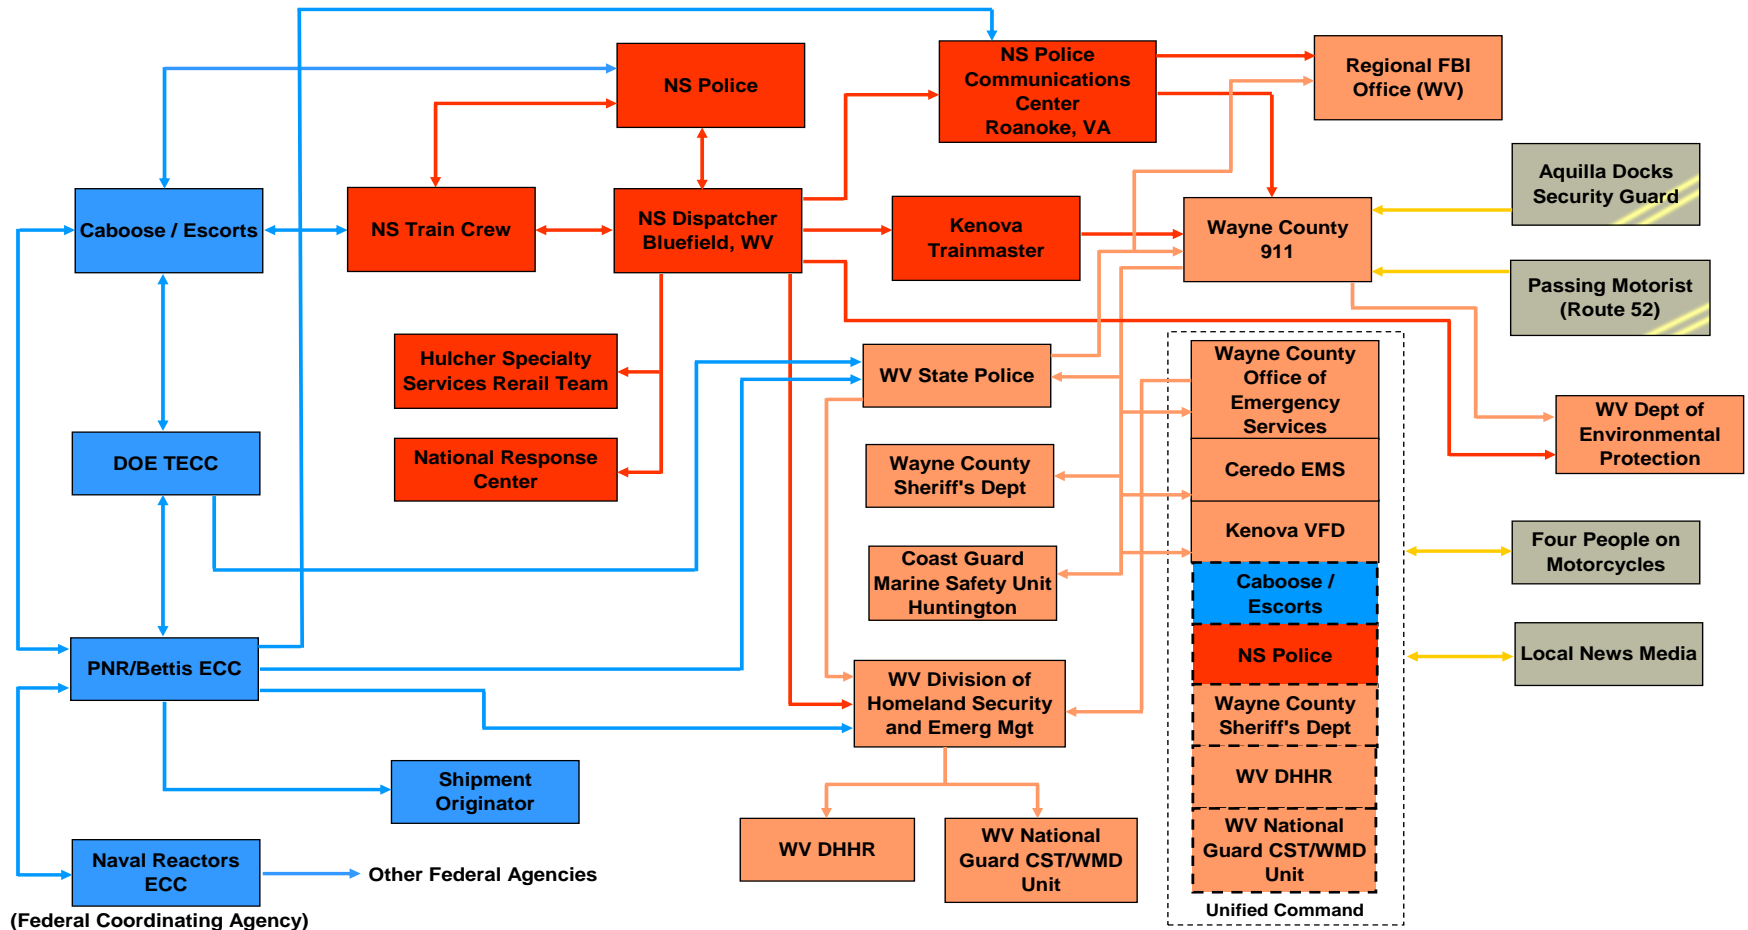 NS Police
NS Police
Communications
Center
Roanoke, VA
Regional FBI
Office (WV)
Aquilla Docks
Security Guard
Caboose / Escorts
NS Train Crew
NS Dispatcher
Bluefield, WV
Kenova
Trainmaster
Wayne County
911
Passing Motorist
(Route 52)
Hulcher Specialty
Services Rerail Team
WV State Police
Wayne County
Office of
Emergency
Services
WV Dept of
Environmental
Protection
DOE TECC
National Response
Center
Wayne County
Sheriff's Dept
Ceredo EMS
Kenova VFD
Four People on
Motorcycles
Coast Guard
Marine Safety Unit
Huntington
Caboose /
Escorts
PNR/Bettis ECC
WV Division of
Homeland Security
and Emerg Mgt
NS Police
Local News Media
Wayne County
Sheriff's Dept
Shipment
Originator
WV DHHR
Naval Reactors
ECC
Other Federal Agencies
WV DHHR
WV National
Guard CST/WMD
Unit
WV National
Guard CST/WMD
Unit
(Federal Coordinating Agency)
Unified Command